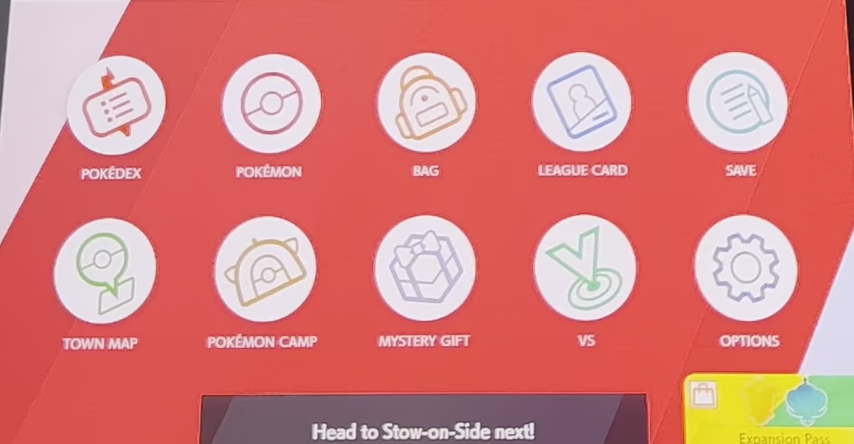 POKÉDEX
POKÉMON
BAG
LEAGUE CARD
SAVE
TOWN MAP
POKÉMON CAMP
MYSTERY GIFT
VS
OPTIONS
Head to Stow-on-Side next!
Expansion Pass